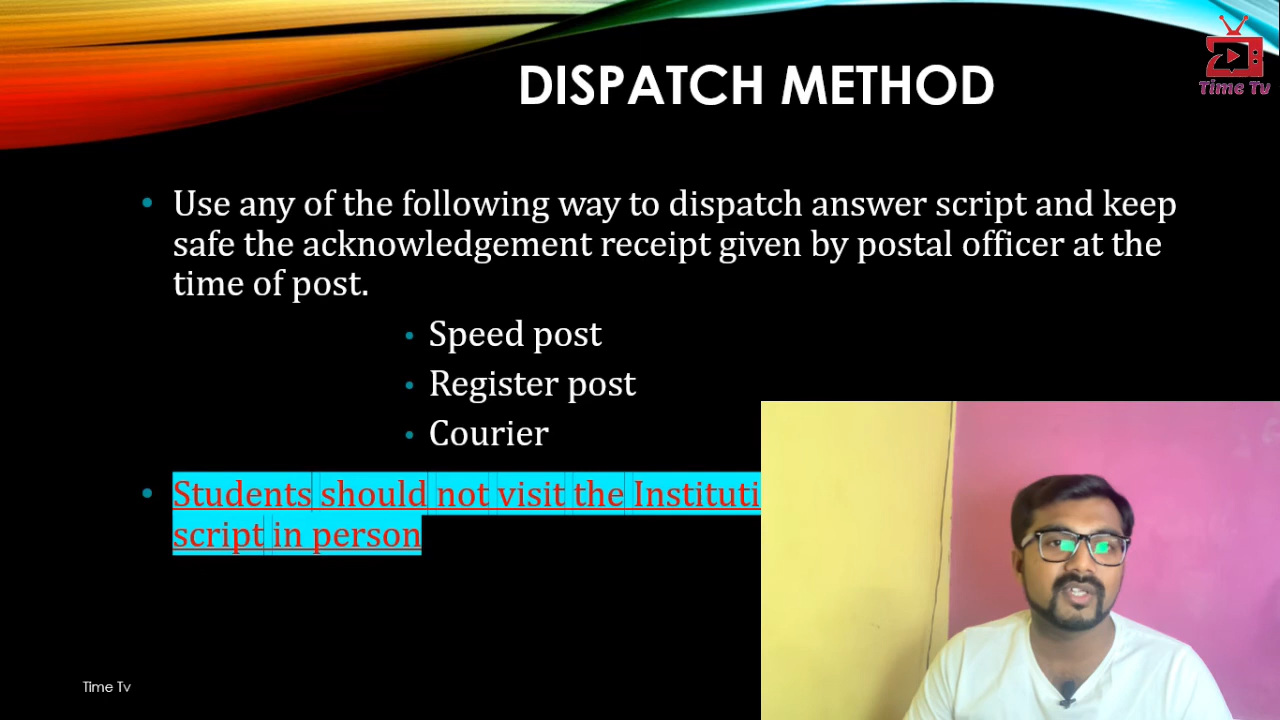 DISPATCH METHOD
Time Tv
• Use any of the following way to dispatch answer script and keep
safe the acknowledgement receipt given by postal officer at the
time of post.
• Speed post
• Register post
• Courier
• Students should not visit the Instituti
script in person
Time Tv